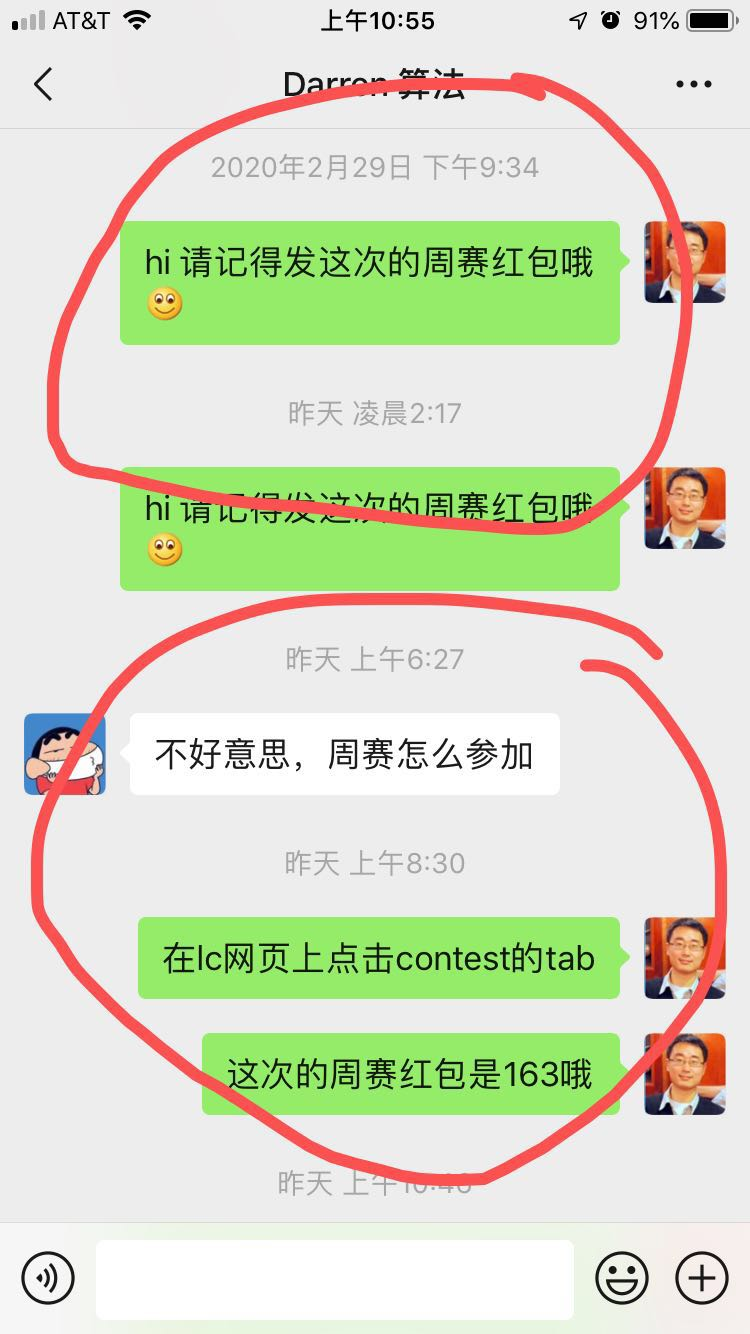 AT&T 上午10:55 91%
Darren 算法
2020年2月29日 下午9:34
hi 请记得发这次的周赛红包哦
昨天 凌晨2:17
hi 请记得发这次的周赛红包哦
昨天 上午6:27
不好意思，周赛怎么参加
昨天 上午8:30
在lc网页上点击contest的tab
这次的周赛红包是163哦
昨天 上午10:46